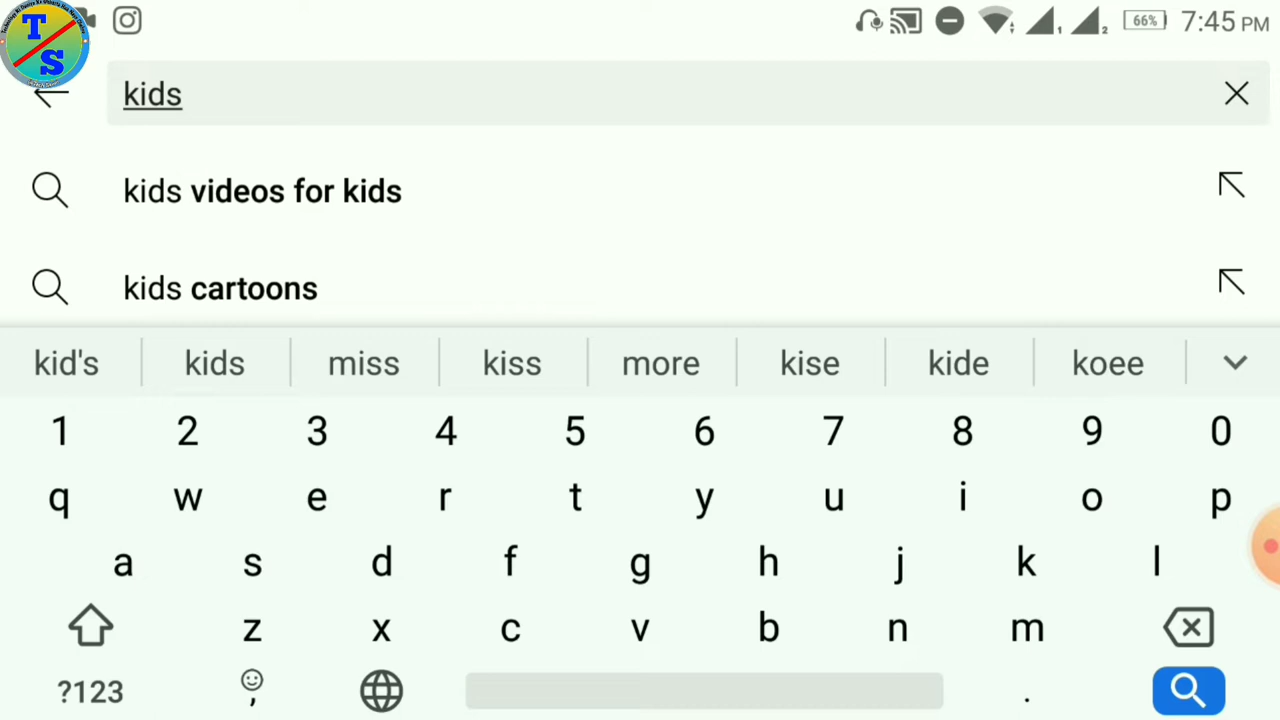 T
S
66% 7:45 PM
kids
kids videos for kids
kids cartoons
kid's kids miss kiss more kise kide koee
1 2 3 4 5 6 7 8 9 0
q w e r t y u i o p
a s d f g h j k l
z x c v b n m
?123 , .